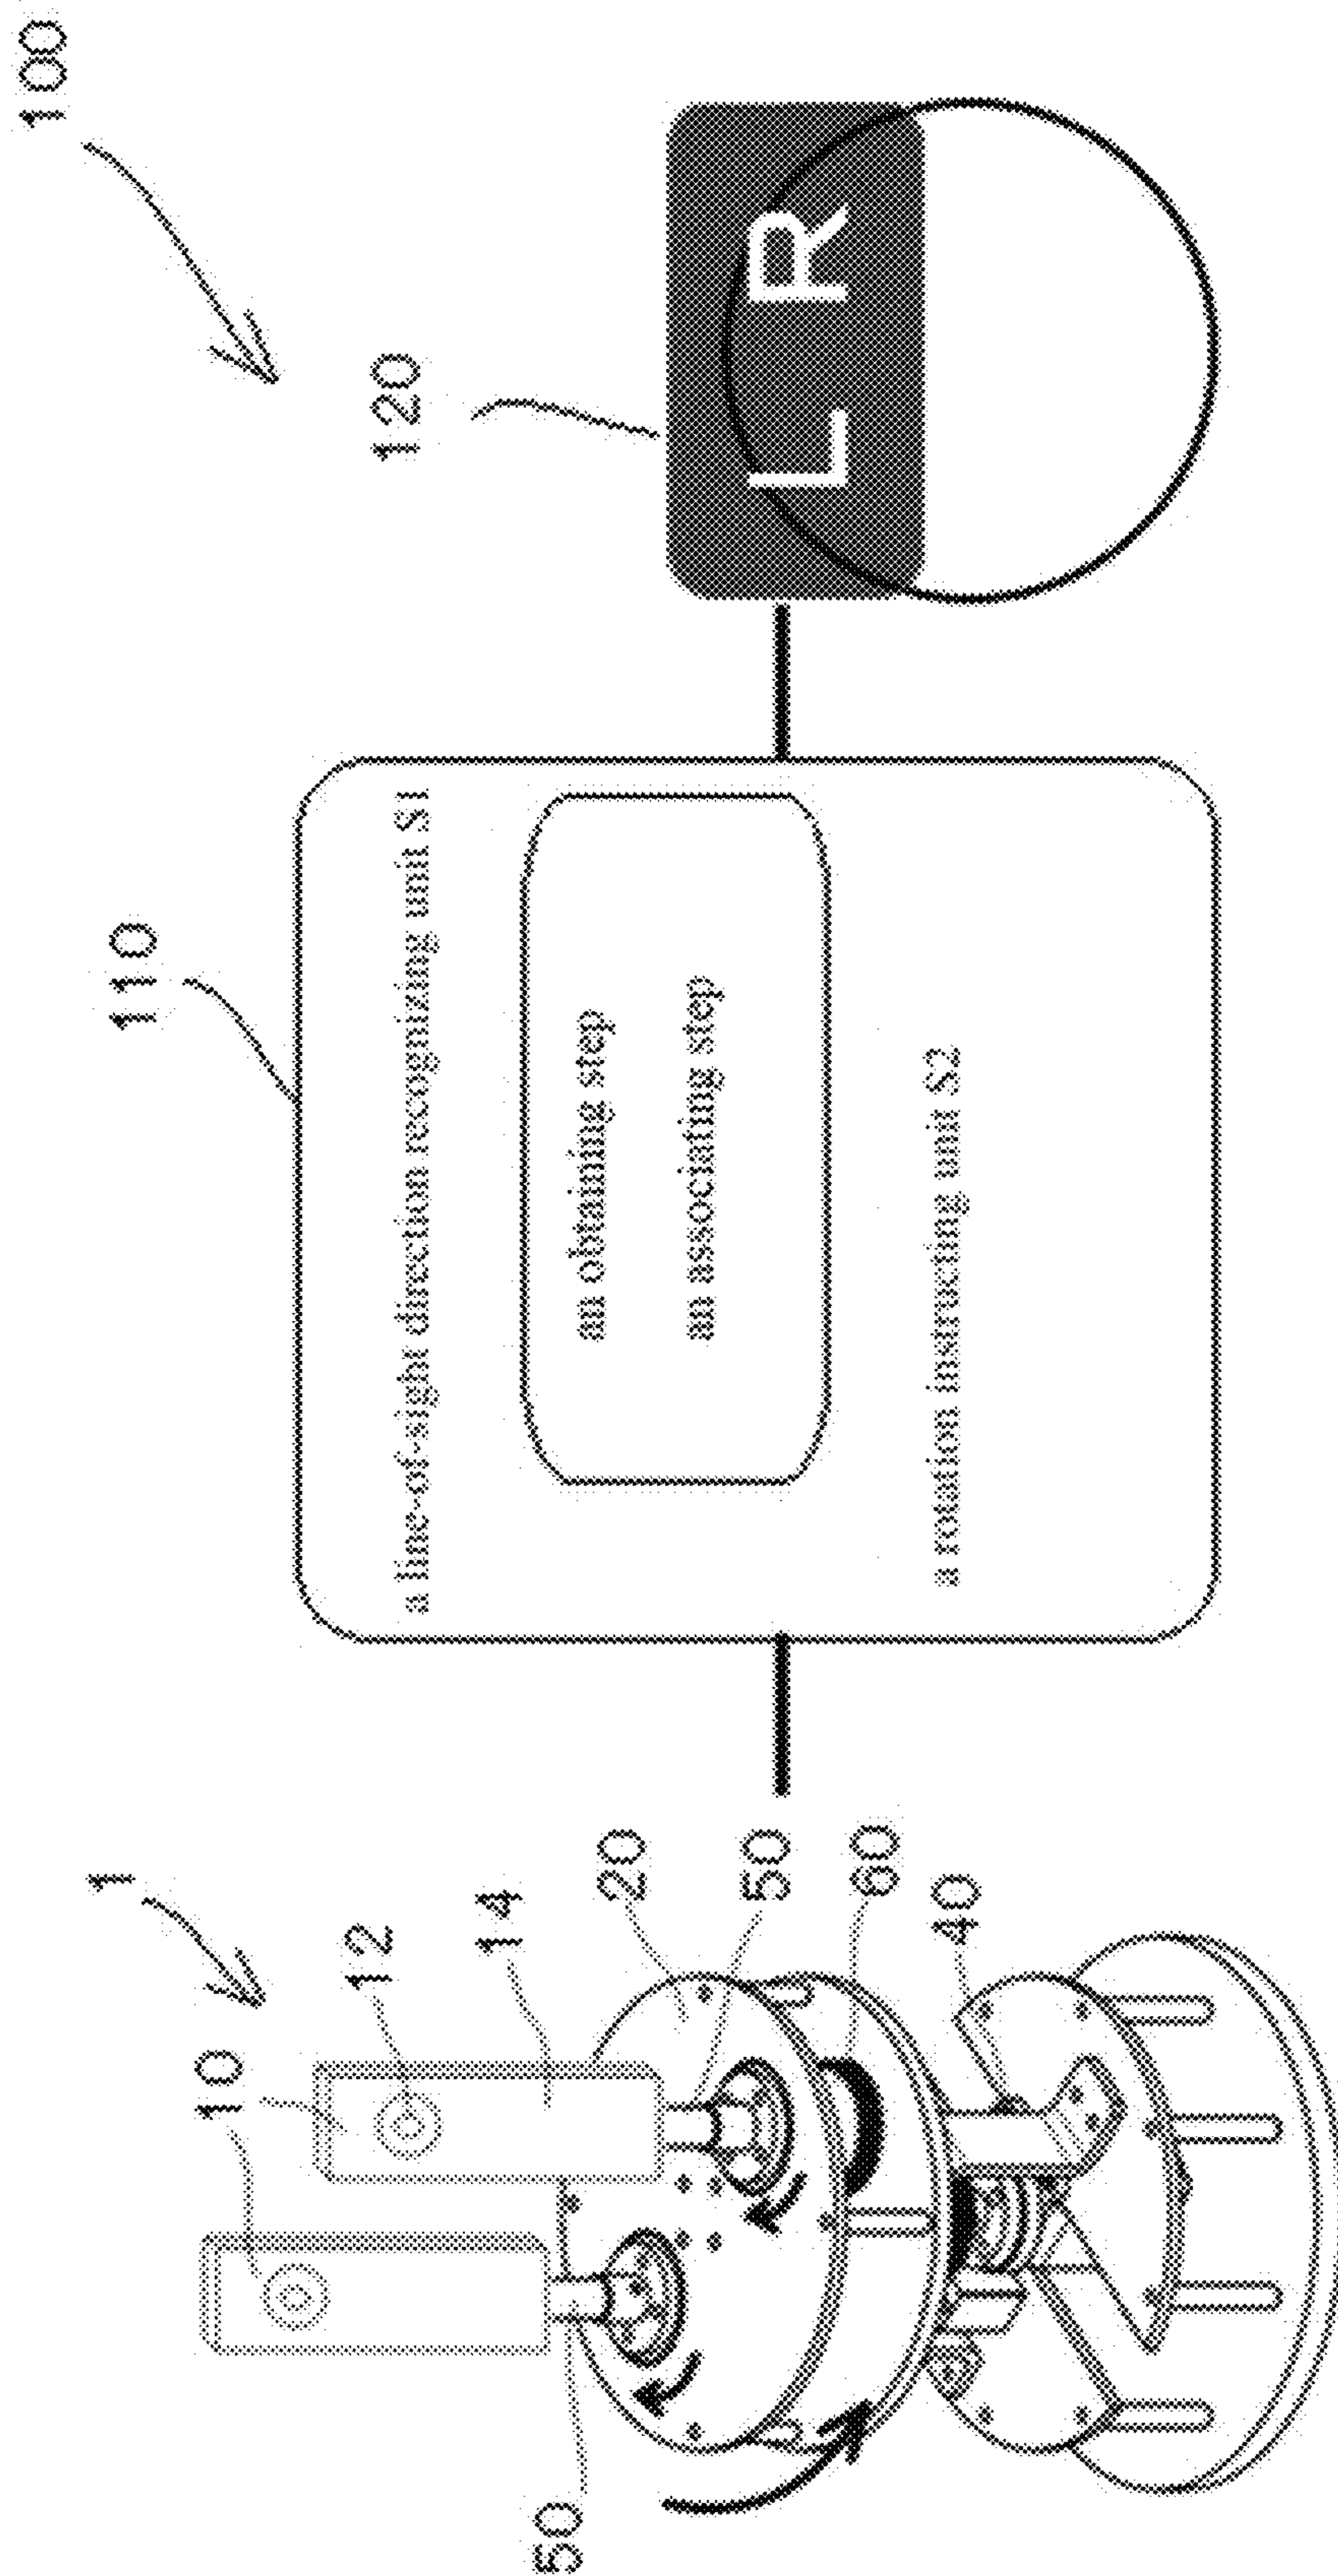 100
1
10
12
14
20
50
60
40
50
110
a line-of-sight direction recognizing unit S1
an obtaining step
an associating step
a rotation instructing unit S2
120
L R